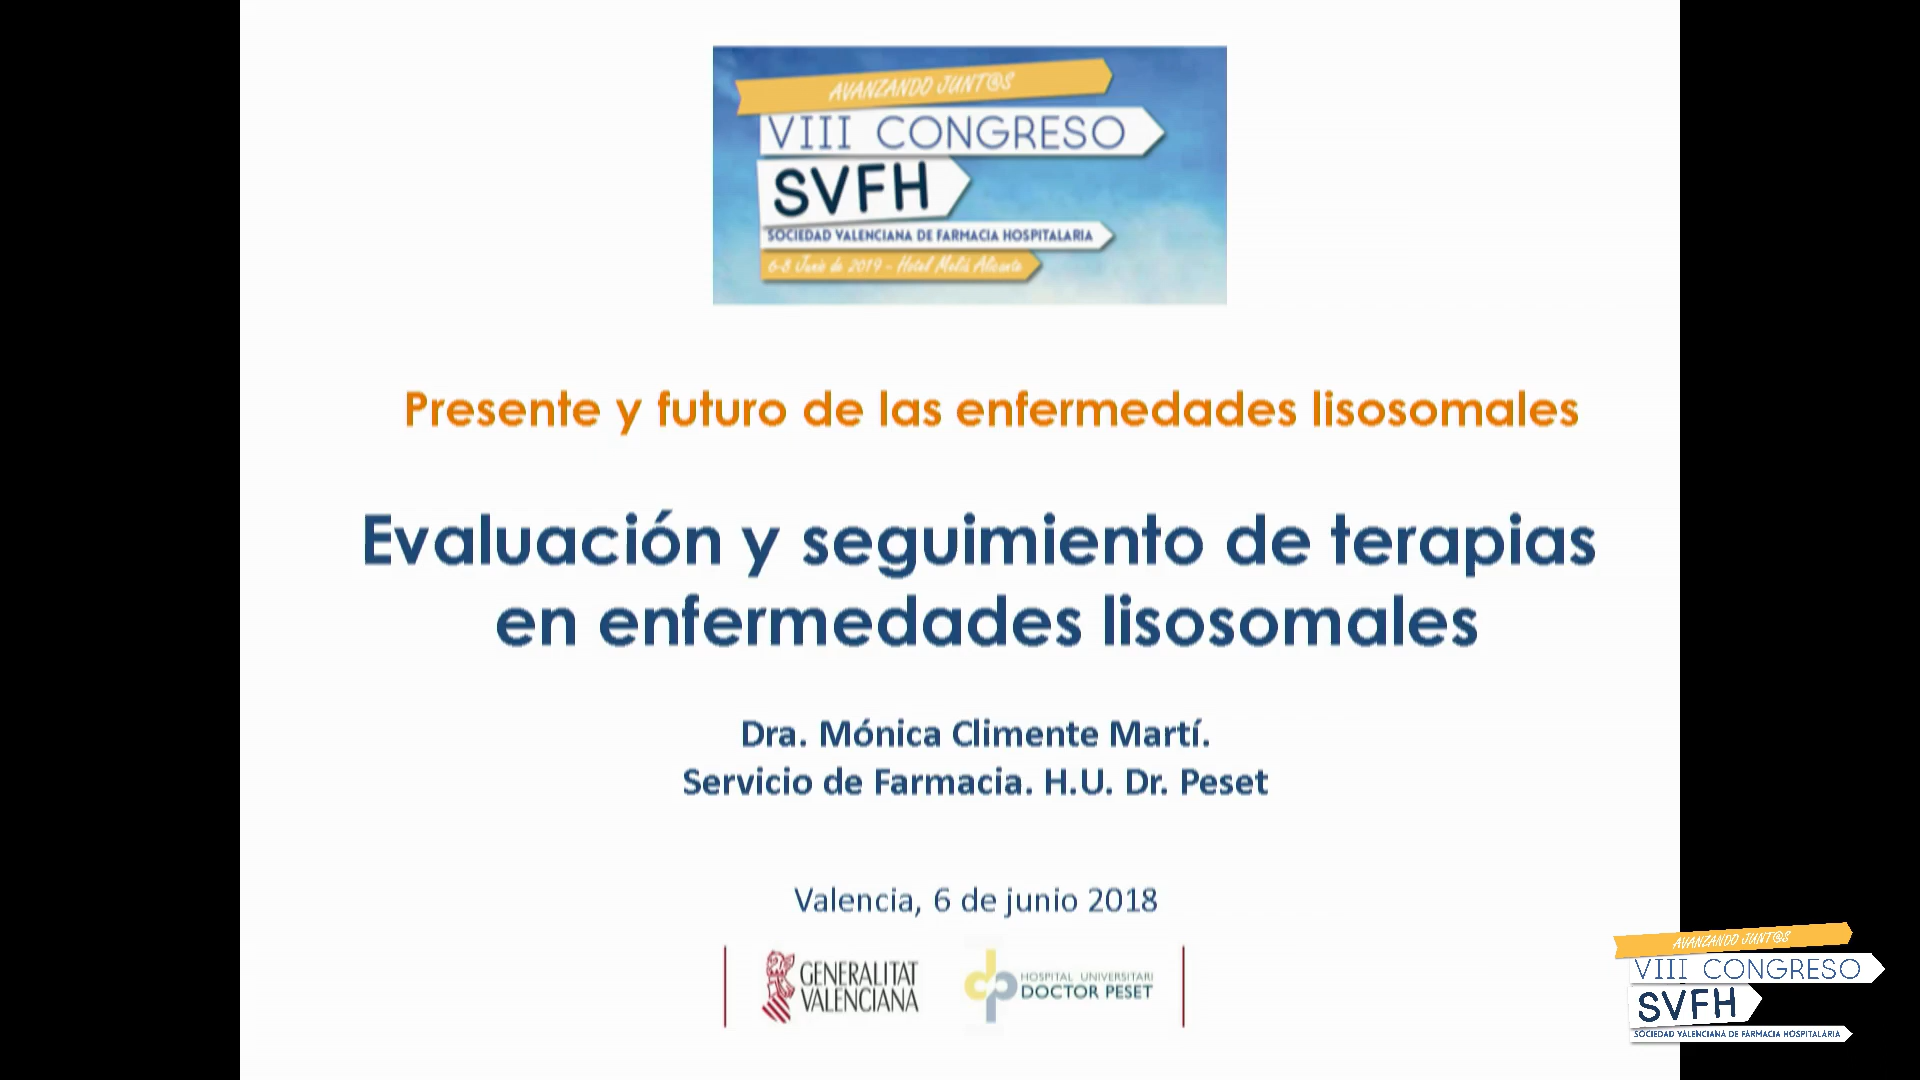 AVANZANDO JUNT@S
VIII CONGRESO
SVFH
SOCIEDAD VALENCIANA DE FARMACIA HOSPITALARIA
6-8 Junio de 2019 - Hotel Meliá Alicante
Presente y futuro de las enfermedades lisosomales
Evaluación y seguimiento de terapias
en enfermedades lisosomales
Dra. Mónica Climente Martí.
Servicio de Farmacia. H.U. Dr. Peset
Valencia, 6 de junio 2018
GENERALITAT
VALENCIANA
dp
HOSPITAL UNIVERSITARI
DOCTOR PESET
AVANZANDO JUNT@S
VIII CONGRESO
SVFH
SOCIEDAD VALENCIANA DE FARMACIA HOSPITALARIA